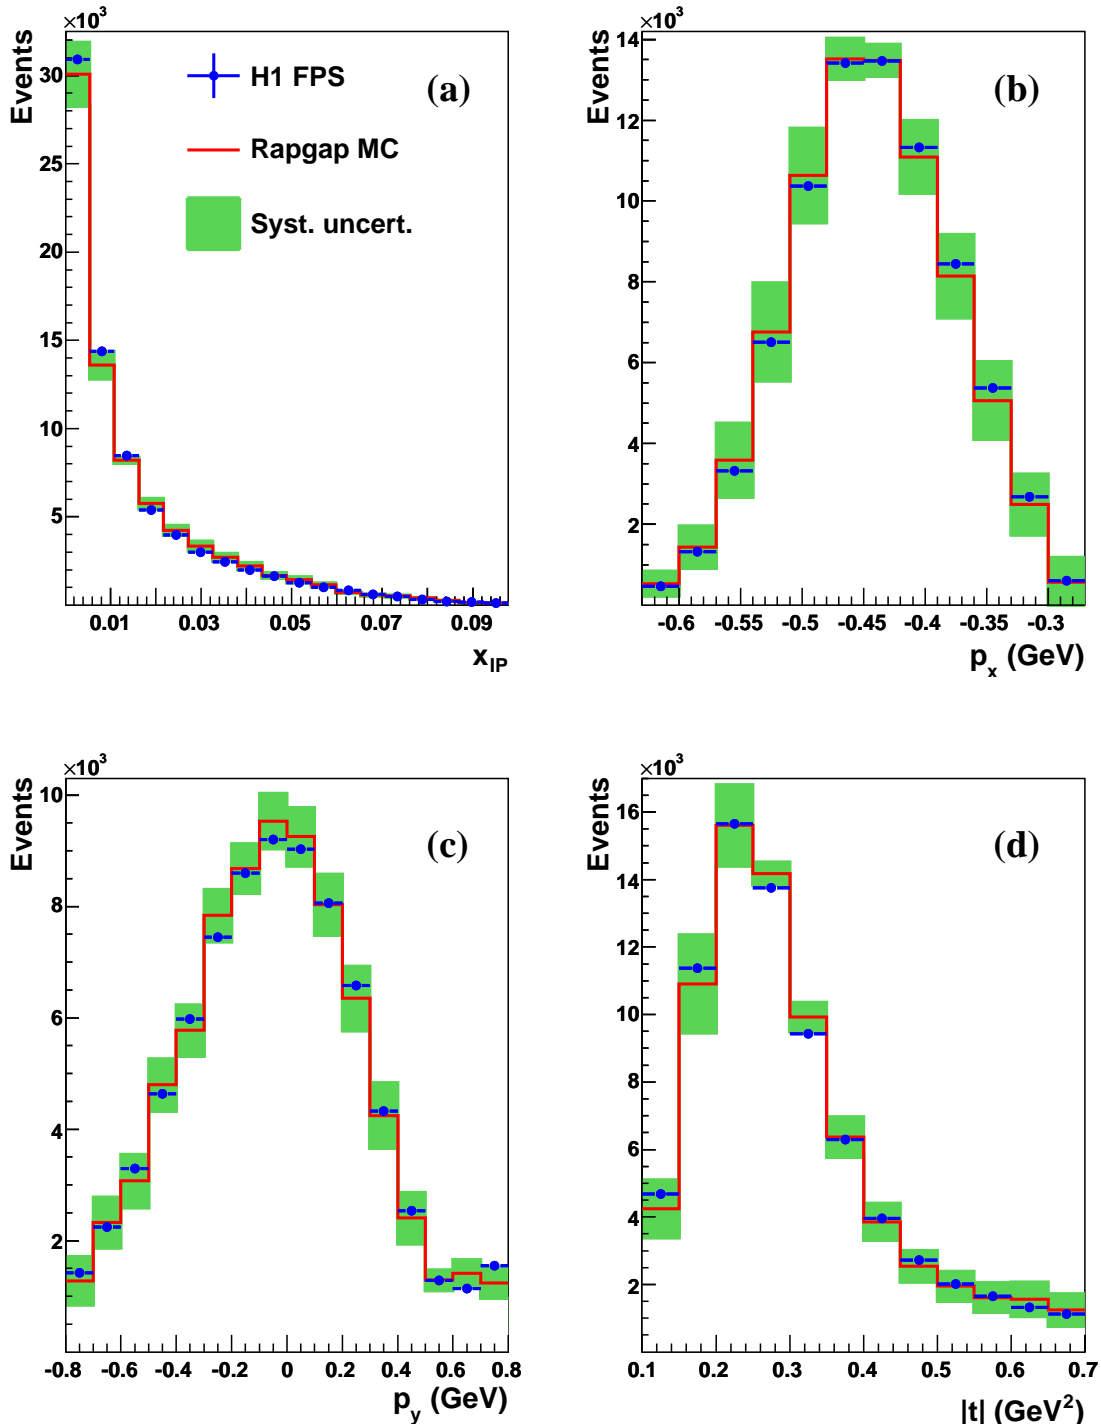 ×10³
Events
30
25
20
15
10
5
H1 FPS
Rapgap MC
Syst. uncert.
(a)
0.01 0.03 0.05 0.07 0.09
x_IP
×10³
Events
14
12
10
8
6
4
2
(b)
-0.6 -0.55 -0.5 -0.45 -0.4 -0.35 -0.3
p_x (GeV)
×10³
Events
10
8
6
4
2
(c)
-0.8 -0.6 -0.4 -0.2 0 0.2 0.4 0.6 0.8
p_y (GeV)
×10³
Events
16
14
12
10
8
6
4
2
(d)
0.1 0.2 0.3 0.4 0.5 0.6 0.7
|t| (GeV²)